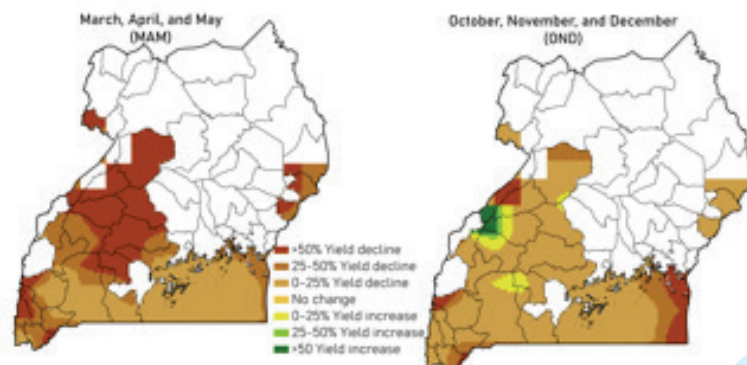 March, April, and May
(MAM)
October, November, and December
(OND)
>50% Yield decline
25-50% Yield decline
0-25% Yield decline
No change
0-25% Yield increase
25-50% Yield increase
>50 Yield increase